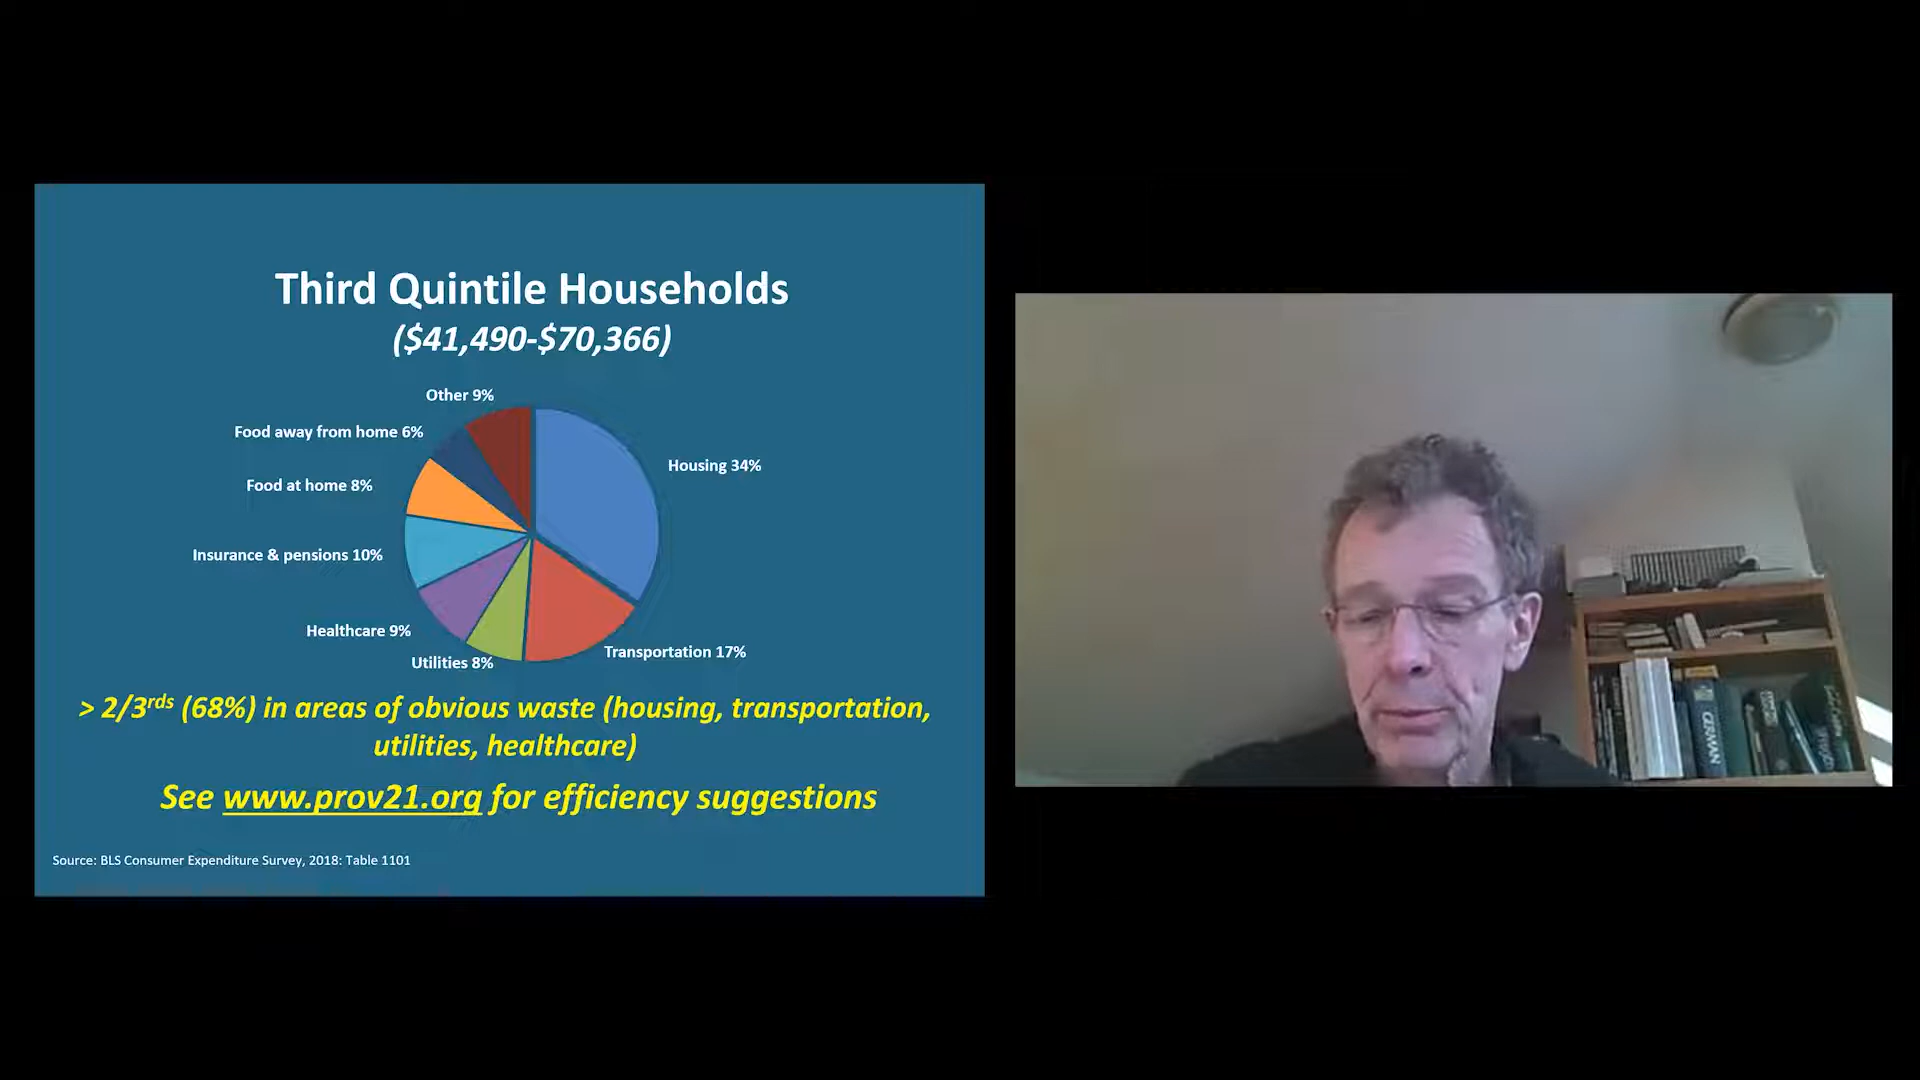 Third Quintile Households
($41,490-$70,366)
Other 9%
Food away from home 6%
Housing 34%
Food at home 8%
Insurance & pensions 10%
Healthcare 9%
Transportation 17%
Utilities 8%
> 2/3rds (68%) in areas of obvious waste (housing, transportation,
utilities, healthcare)
See www.prov21.org for efficiency suggestions
Source: BLS Consumer Expenditure Survey, 2018: Table 1101
GERMAN